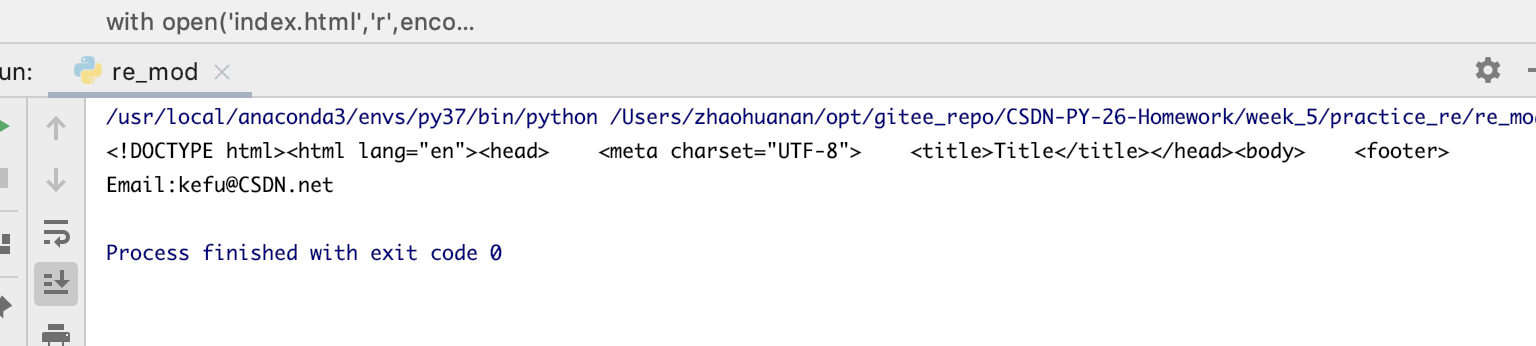 with open('index.html','r',enco...
un: re_mod
/usr/local/anaconda3/envs/py37/bin/python /Users/zhaohuanan/opt/gitee_repo/CSDN-PY-26-Homework/week_5/practice_re/re_mod
<!DOCTYPE html><html lang="en"><head>    <meta charset="UTF-8">    <title>Title</title></head><body>    <footer>
Email:kefu@CSDN.net
Process finished with exit code 0